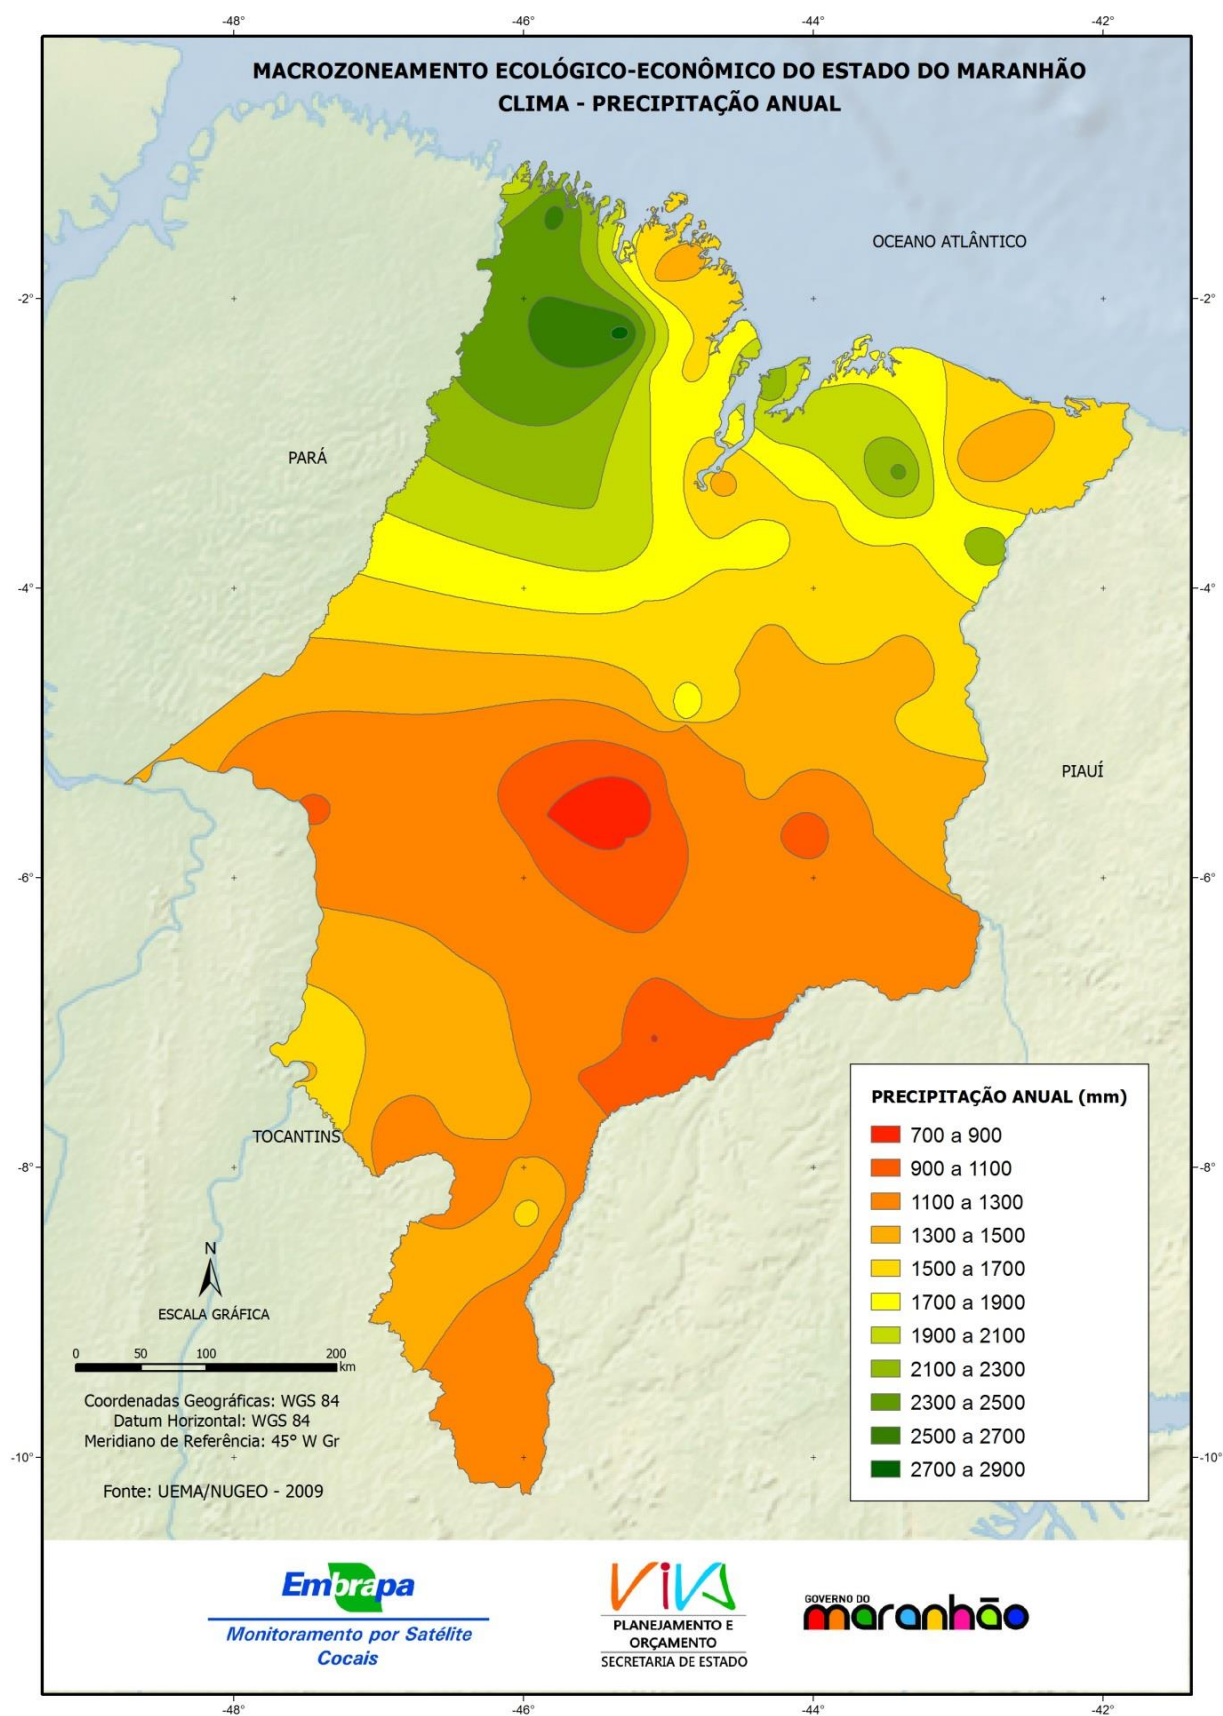 -48° -46° -44° -42°
MACROZONEAMENTO ECOLÓGICO-ECONÔMICO DO ESTADO DO MARANHÃO
CLIMA - PRECIPITAÇÃO ANUAL
OCEANO ATLÂNTICO
-2° -2°
PARÁ
-4° -4°
PIAUÍ
-6° -6°
TOCANTINS
-8° -8°
PRECIPITAÇÃO ANUAL (mm)
700 a 900
900 a 1100
1100 a 1300
1300 a 1500
1500 a 1700
1700 a 1900
1900 a 2100
2100 a 2300
2300 a 2500
2500 a 2700
2700 a 2900
N
ESCALA GRÁFICA
0 50 100 200
km
Coordenadas Geográficas: WGS 84
Datum Horizontal: WGS 84
Meridiano de Referência: 45° W Gr
-10° -10°
Fonte: UEMA/NUGEO - 2009
Embrapa
Monitoramento por Satélite
Cocais
VIVA
PLANEJAMENTO E
ORÇAMENTO
SECRETARIA DE ESTADO
GOVERNO DO
maranhão
-48° -46° -44° -42°